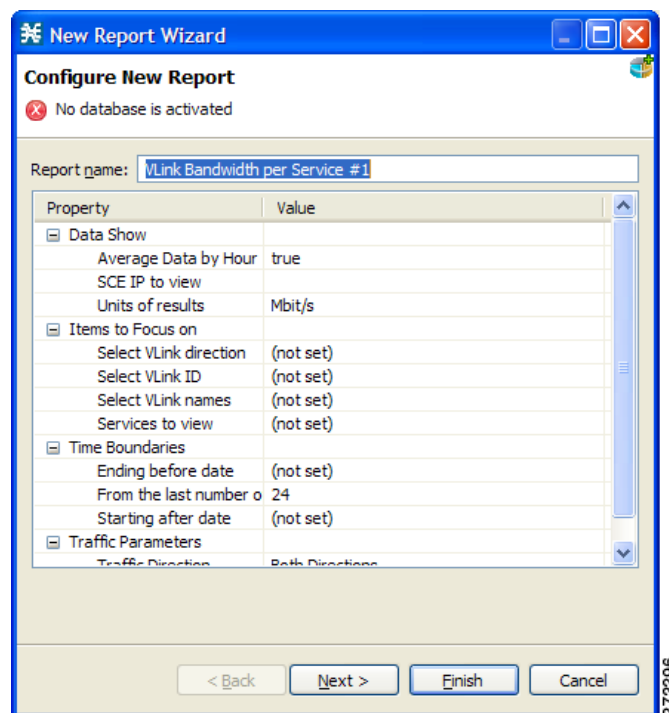 New Report Wizard
Configure New Report
No database is activated
Report name: VLink Bandwidth per Service #1
Property Value
Data Show
Average Data by Hour true
SCE IP to view
Units of results Mbit/s
Items to Focus on
Select VLink direction (not set)
Select VLink ID (not set)
Select VLink names (not set)
Services to view (not set)
Time Boundaries
Ending before date (not set)
From the last number o 24
Starting after date (not set)
Traffic Parameters
Traffic Direction Both Directions
< Back Next > Finish Cancel